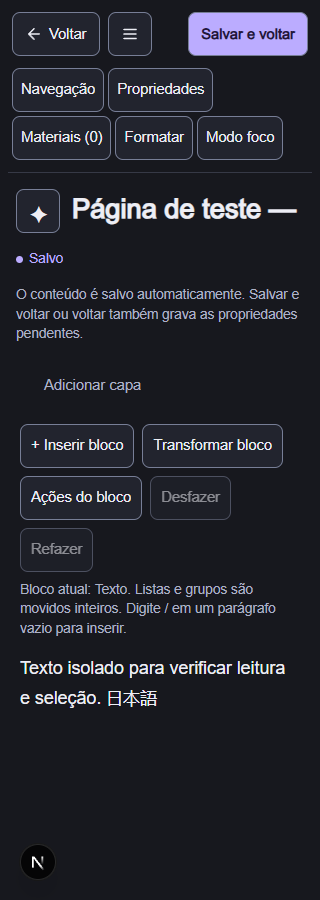 Voltar
Salvar e voltar
Navegação
Propriedades
Materiais (0)
Formatar
Modo foco
Página de teste —
Salvo
O conteúdo é salvo automaticamente. Salvar e
voltar ou voltar também grava as propriedades
pendentes.
Adicionar capa
+ Inserir bloco
Transformar bloco
Ações do bloco
Desfazer
Refazer
Bloco atual: Texto. Listas e grupos são
movidos inteiros. Digite / em um parágrafo
vazio para inserir.
Texto isolado para verificar leitura
e seleção. 日本語
N